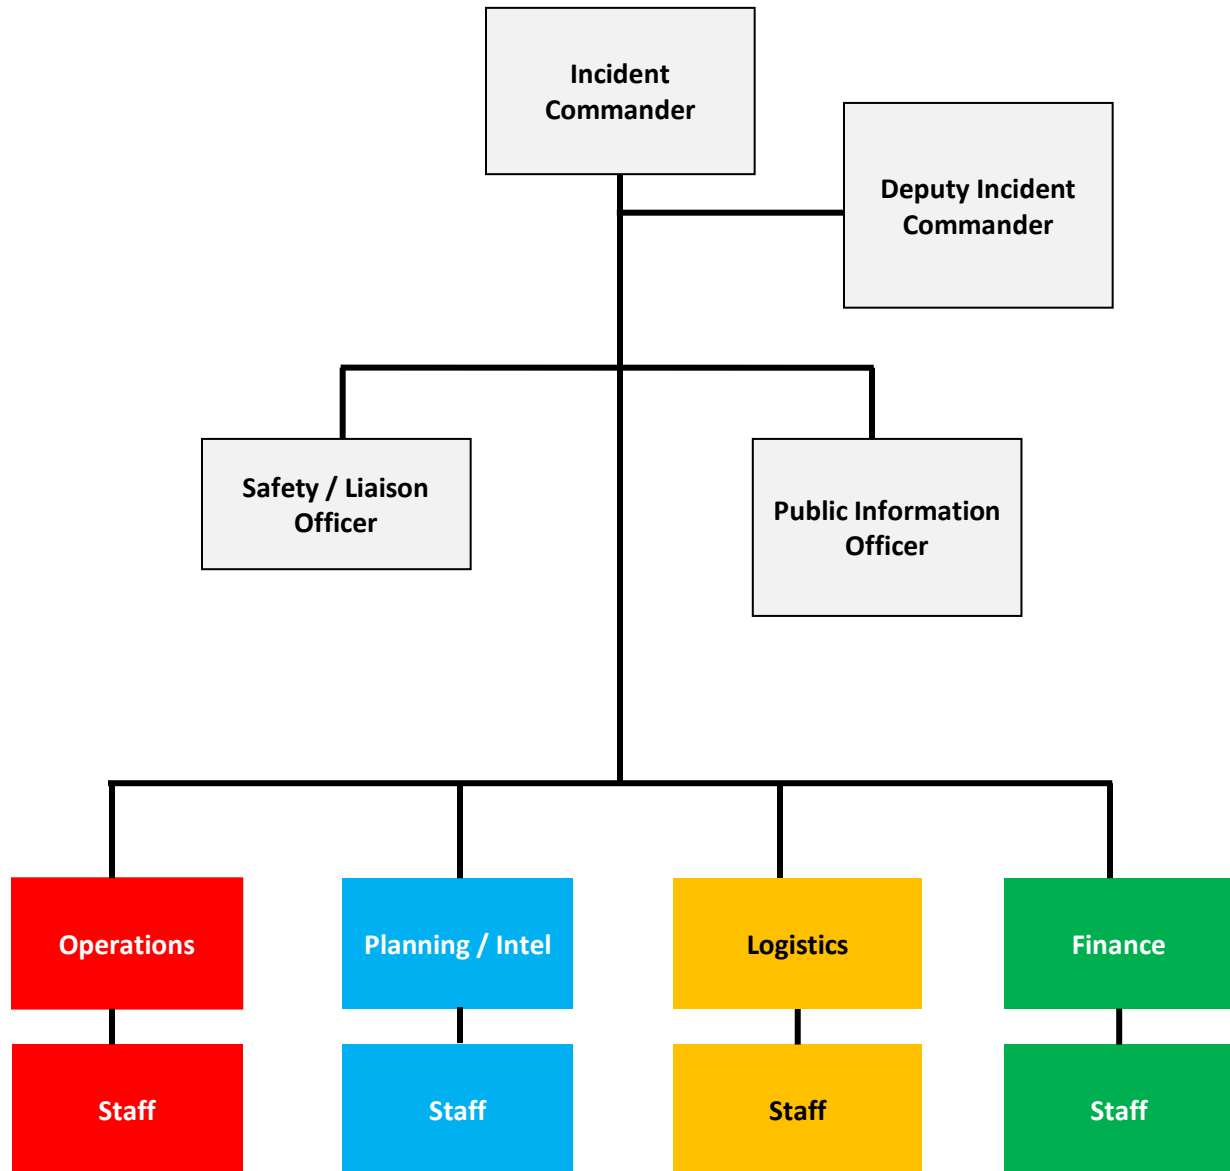 Incident
Commander
Deputy Incident
Commander
Safety / Liaison
Officer
Public Information
Officer
Operations
Planning / Intel
Logistics
Finance
Staff
Staff
Staff
Staff